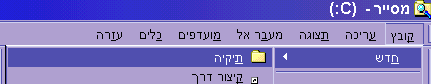 מסייר - (C:)
קובץ עריכה תצוגה מעבר אל מועדפים כלים עזרה
חדש תיקיה
קיצור דרך